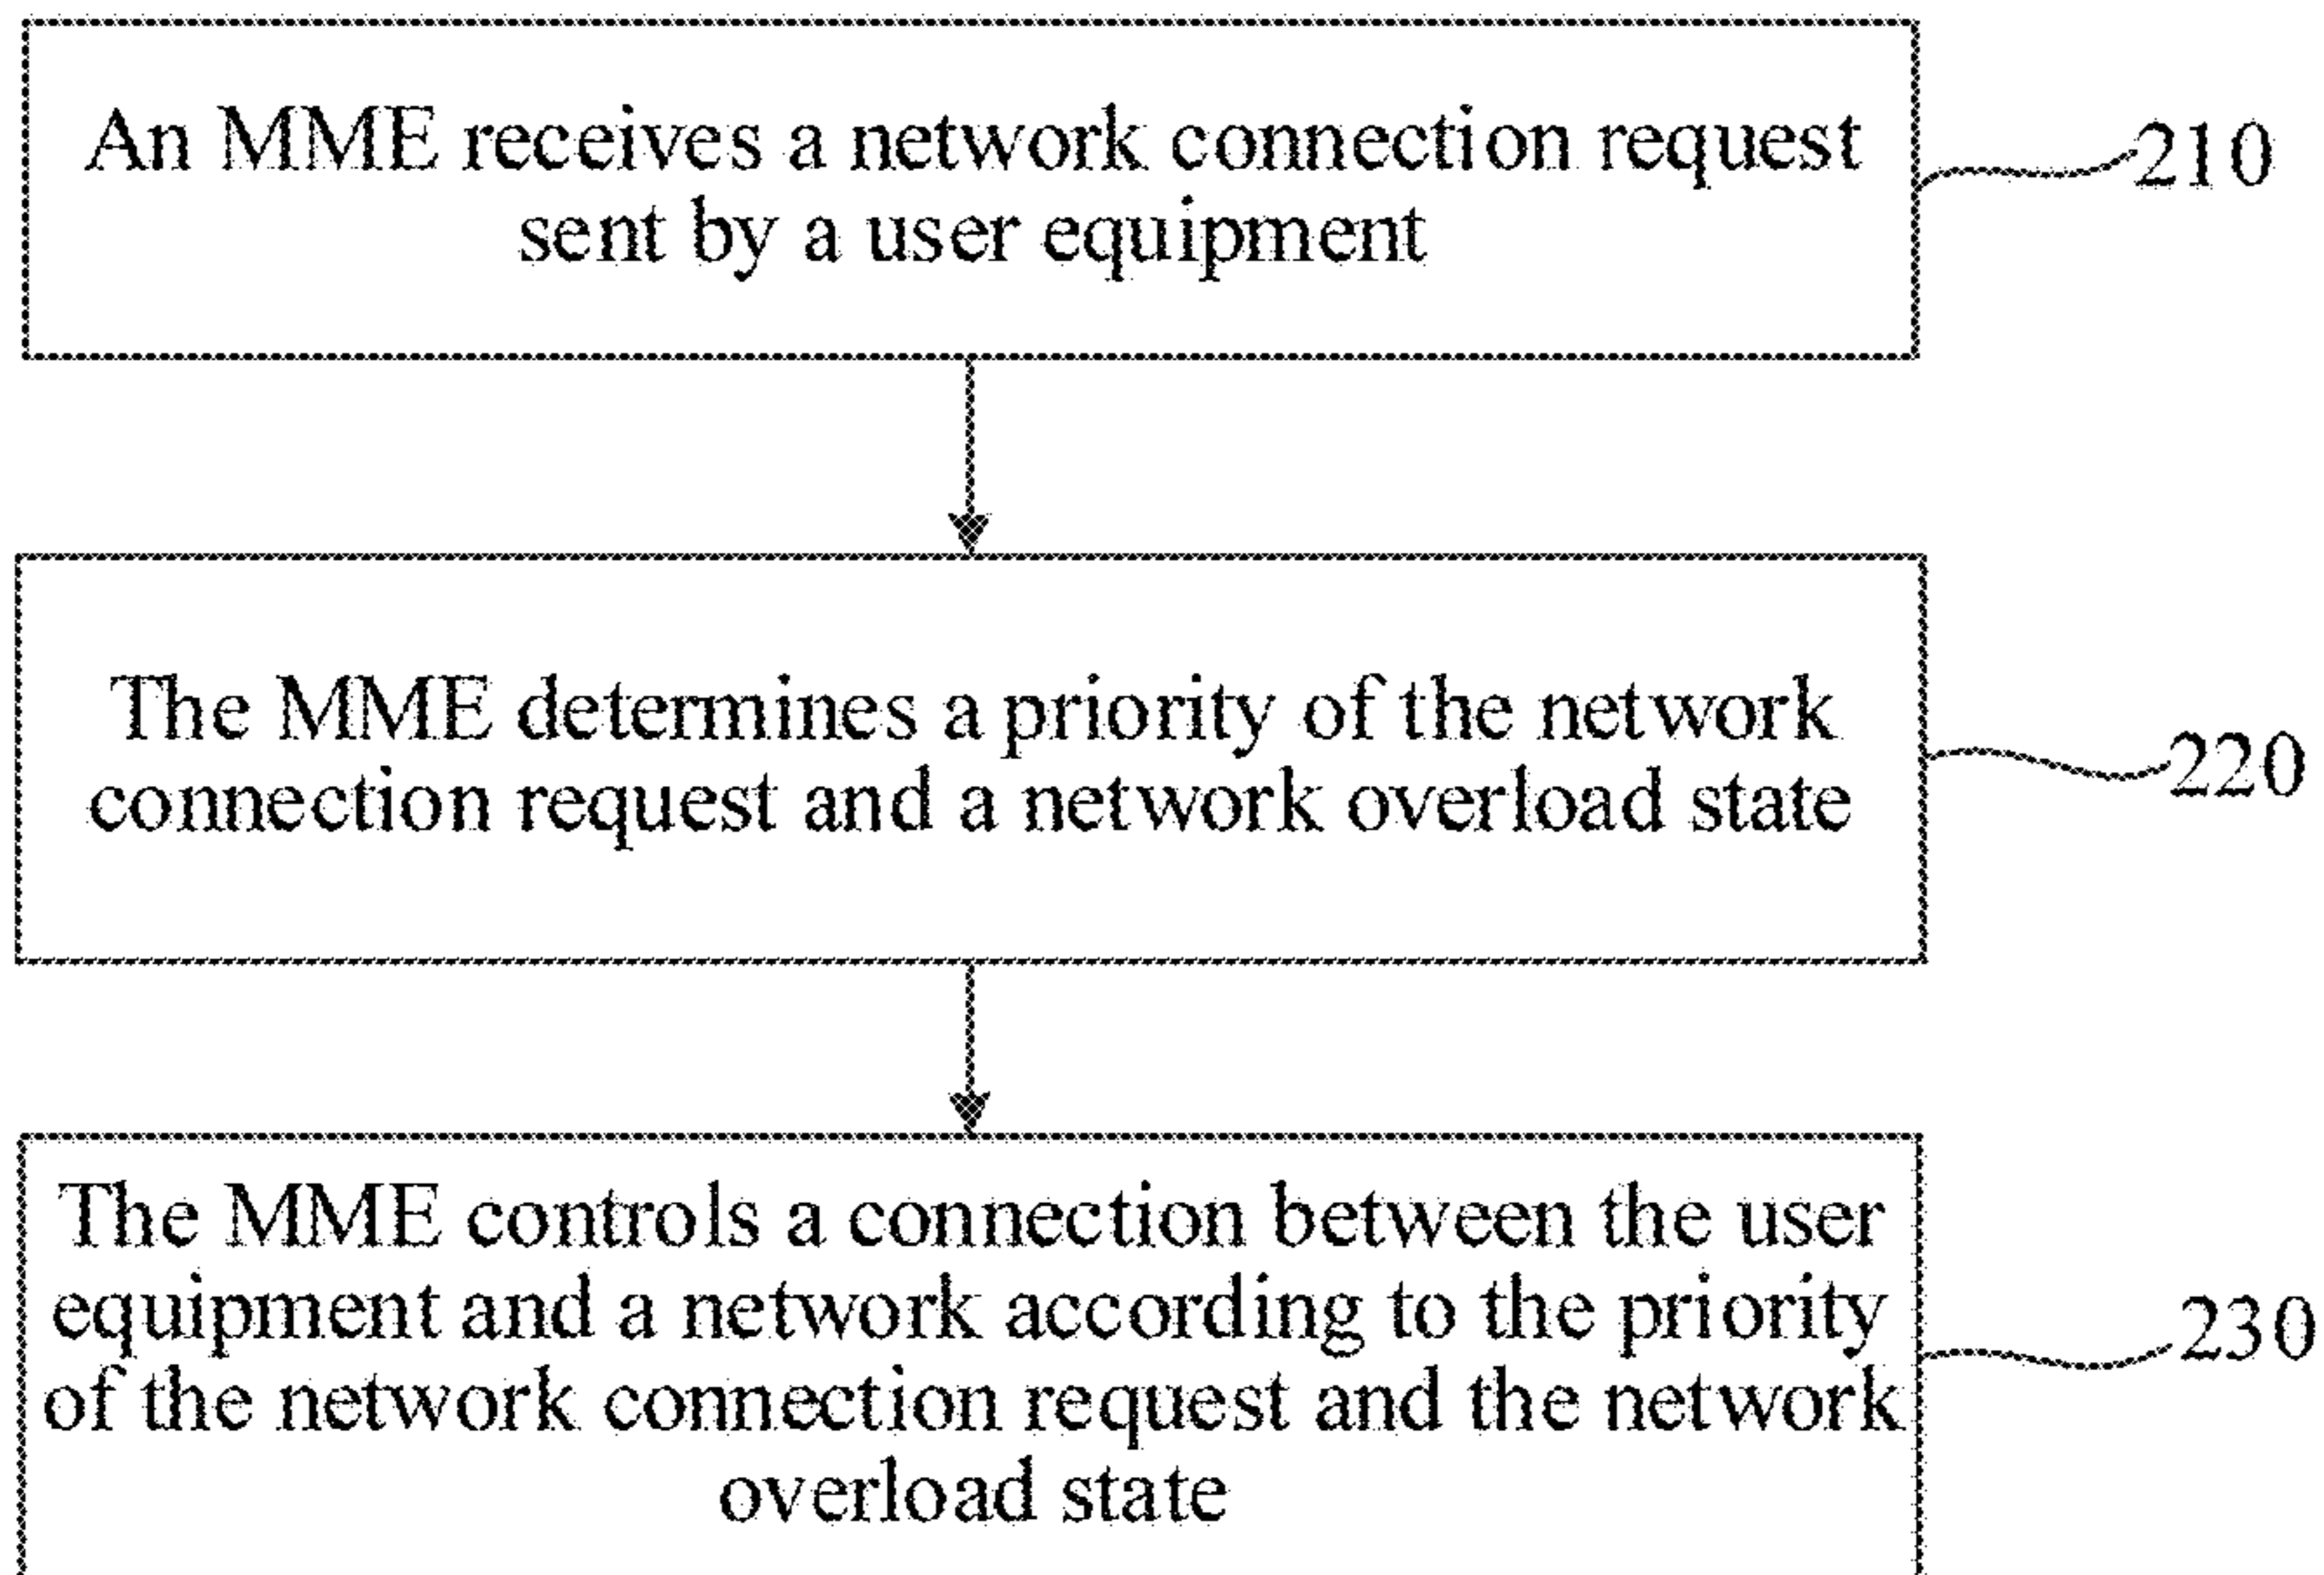 An MME receives a network connection request
sent by a user equipment
210
The MME determines a priority of the network
connection request and a network overload state
220
The MME controls a connection between the user
equipment and a network according to the priority
of the network connection request and the network
overload state
230